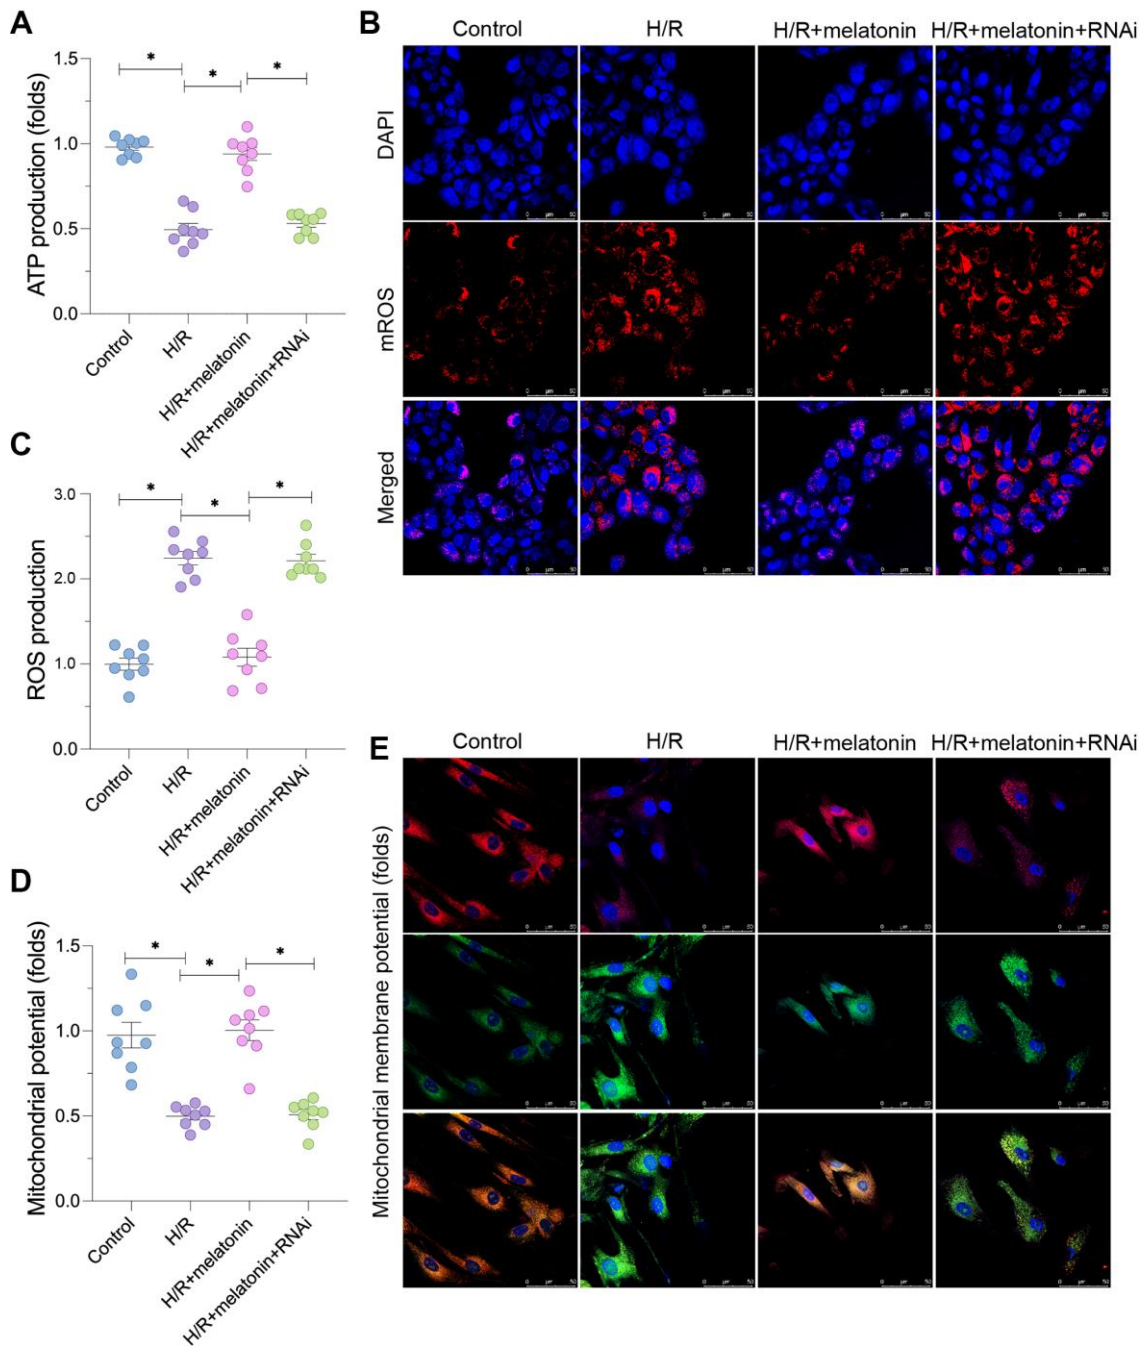 A
ATP production (folds)
1.5
1.0
0.5
0.0
*
*
*
Control
H/R
H/R+melatonin
H/R+melatonin+RNAi
B
Control
H/R
H/R+melatonin
H/R+melatonin+RNAi
DAPI
mROS
Merged
C
ROS production
3.0
2.0
1.0
0.0
*
*
*
Control
H/R
H/R+melatonin
H/R+melatonin+RNAi
D
Mitochondrial potential (folds)
1.5
1.0
0.5
0.0
*
*
*
Control
H/R
H/R+melatonin
H/R+melatonin+RNAi
E
Control
H/R
H/R+melatonin
H/R+melatonin+RNAi
Mitochondrial membrane potential (folds)